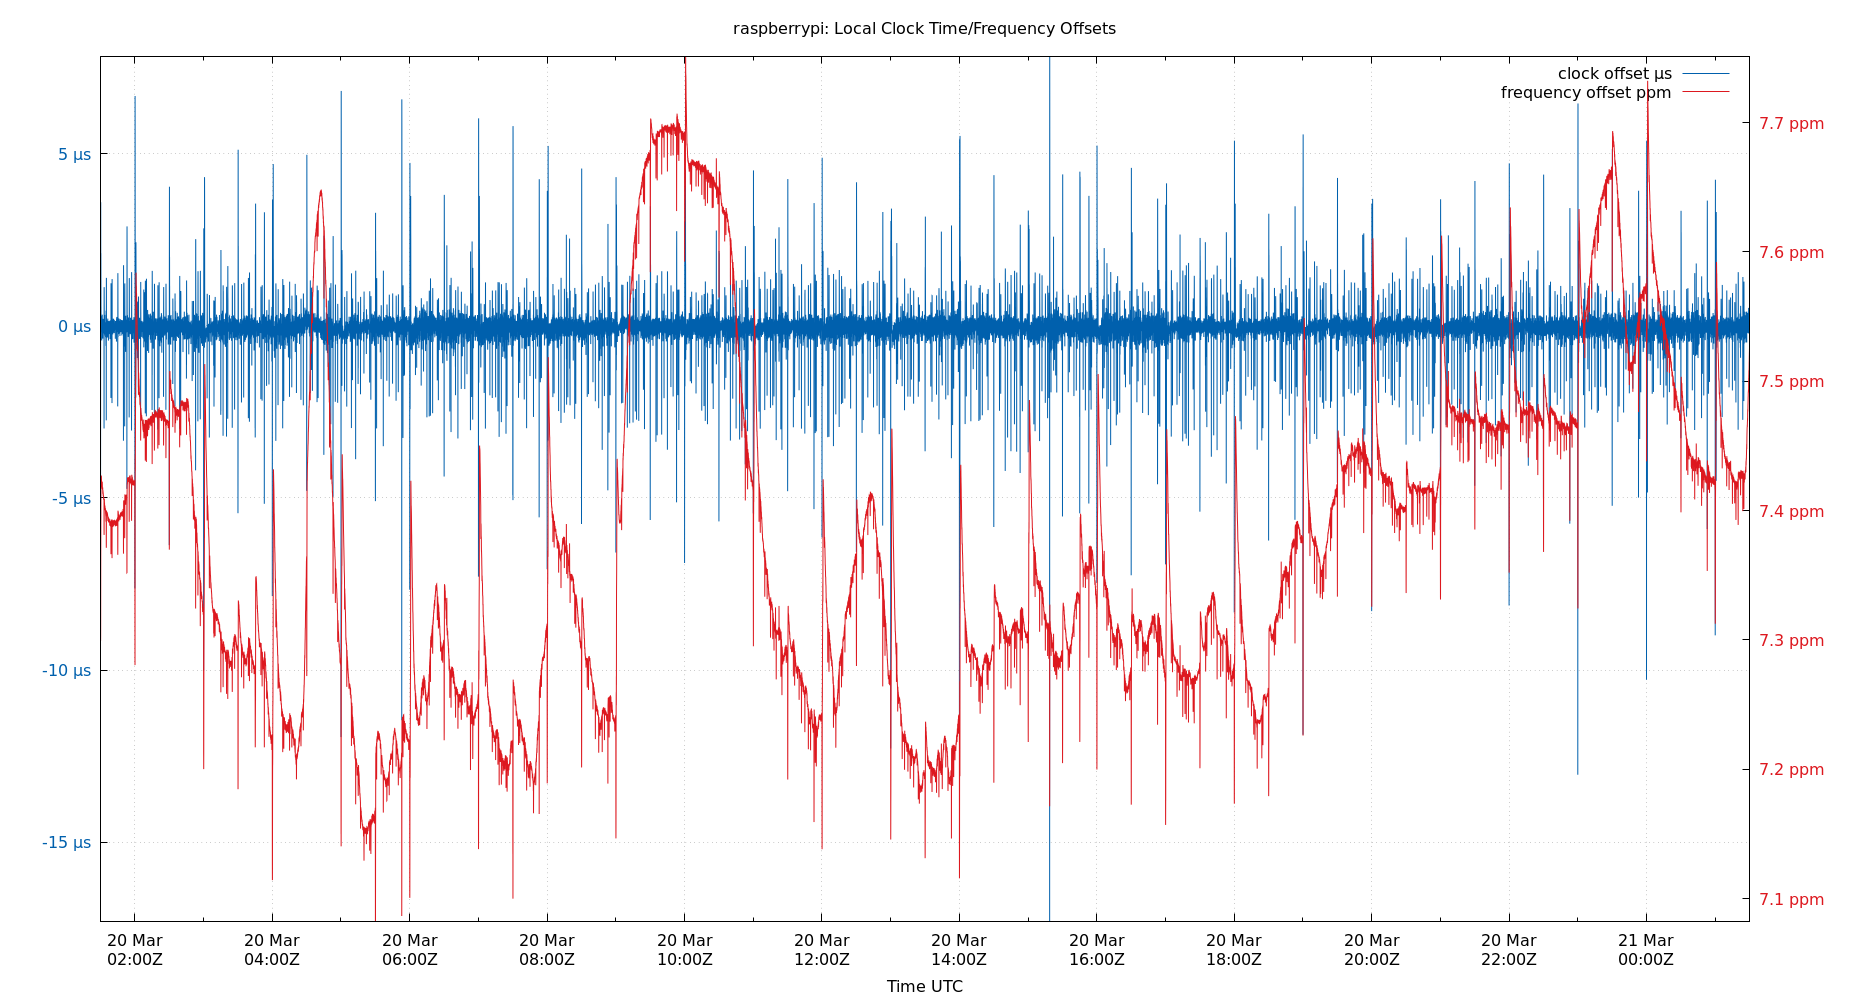 raspberrypi: Local Clock Time/Frequency Offsets
clock offset μs
frequency offset ppm
5 μs
0 μs
-5 μs
-10 μs
-15 μs
7.7 ppm
7.6 ppm
7.5 ppm
7.4 ppm
7.3 ppm
7.2 ppm
7.1 ppm
20 Mar 20 Mar 20 Mar 20 Mar 20 Mar 20 Mar 20 Mar 20 Mar 20 Mar 20 Mar 20 Mar 21 Mar
02:00Z 04:00Z 06:00Z 08:00Z 10:00Z 12:00Z 14:00Z 16:00Z 18:00Z 20:00Z 22:00Z 00:00Z
Time UTC